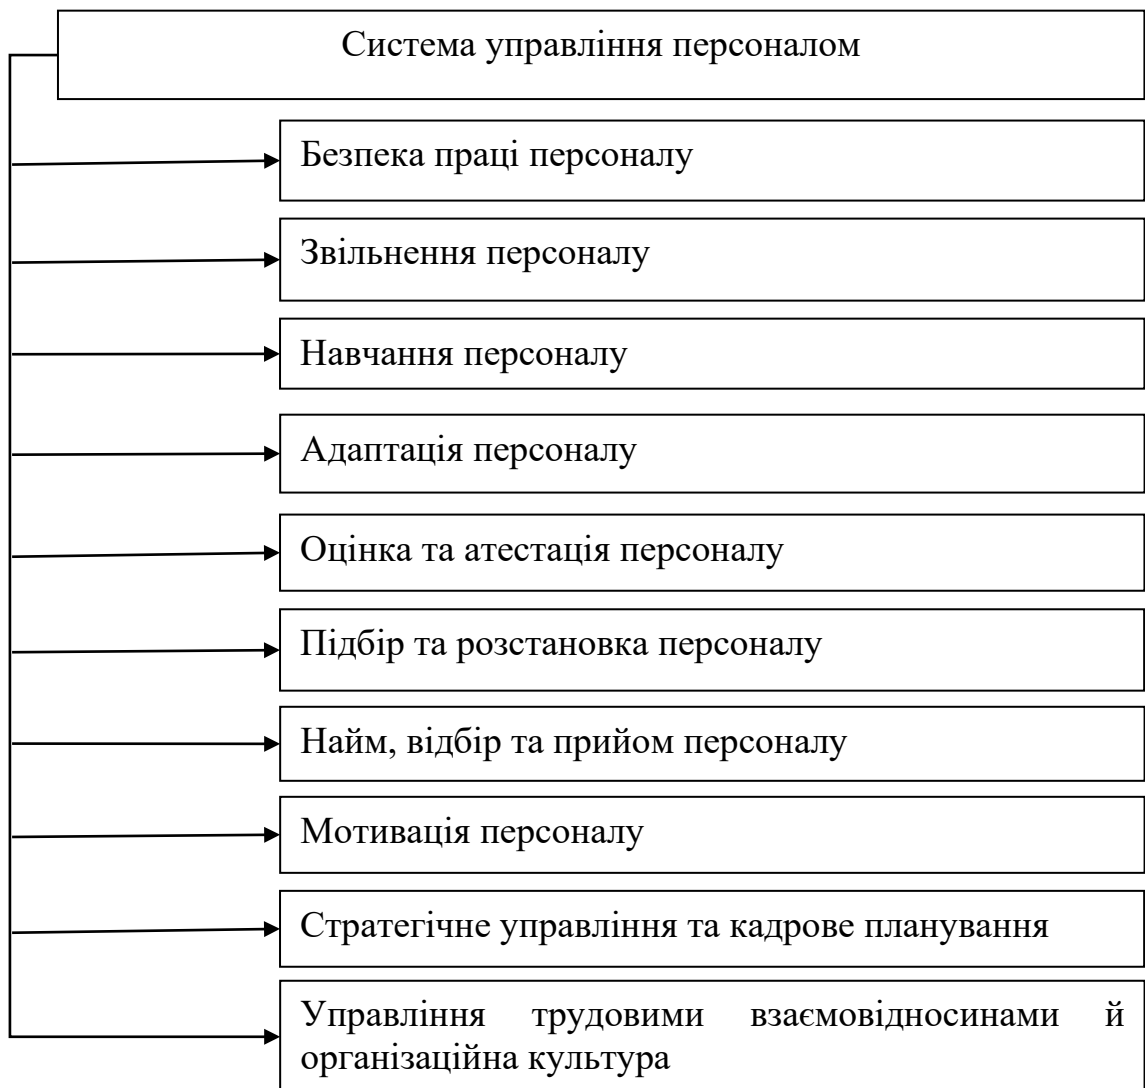 Система управління персоналом
Безпека праці персоналу
Звільнення персоналу
Навчання персоналу
Адаптація персоналу
Оцінка та атестація персоналу
Підбір та розстановка персоналу
Найм, відбір та прийом персоналу
Мотивація персоналу
Стратегічне управління та кадрове планування
Управління трудовими взаємовідносинами й
організаційна культура